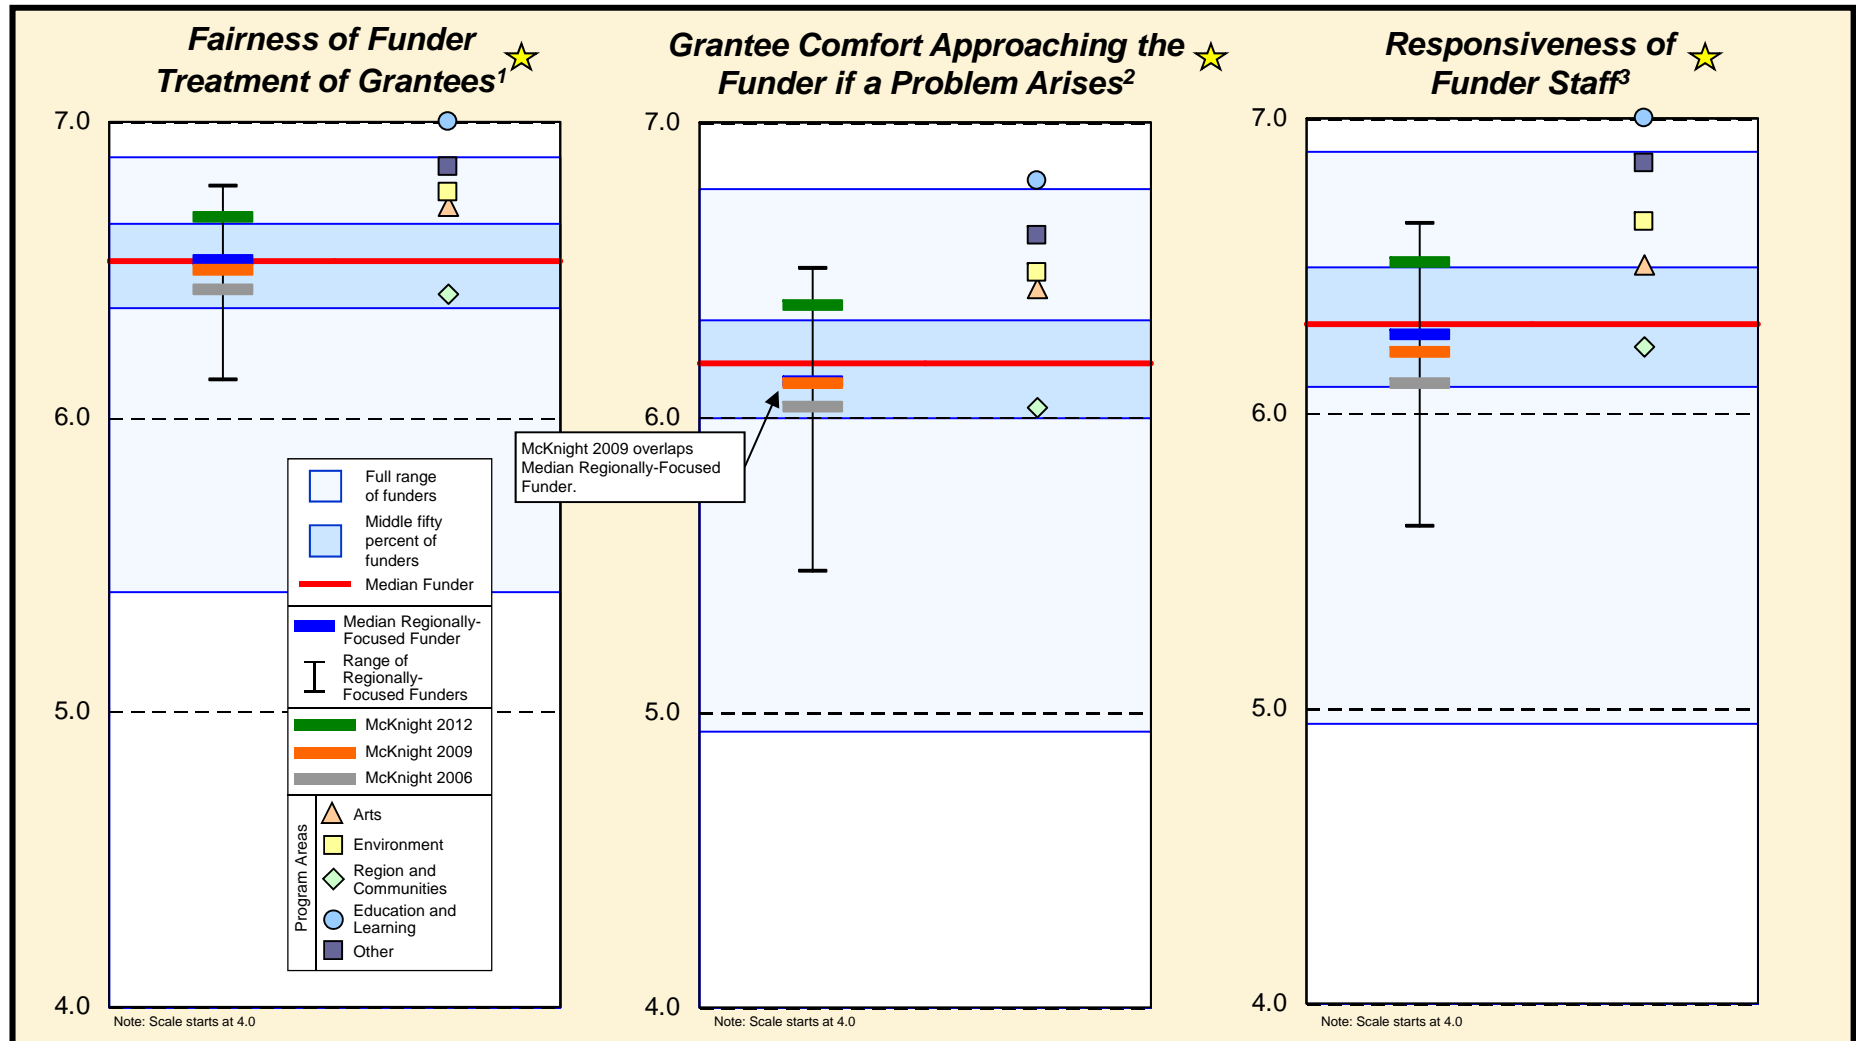 Fairness of Funder
Treatment of Grantees¹
Grantee Comfort Approaching the
Funder if a Problem Arises²
Responsiveness of
Funder Staff³
7.0
6.0
5.0
4.0
Full range
of funders
Middle fifty
percent of
funders
Median Funder
Median Regionally-
Focused Funder
Range of
Regionally-
Focused Funders
McKnight 2012
McKnight 2009
McKnight 2006
Program Areas
Arts
Environment
Region and
Communities
Education and
Learning
Other
Note: Scale starts at 4.0
7.0
6.0
5.0
4.0
McKnight 2009 overlaps
Median Regionally-Focused
Funder.
Note: Scale starts at 4.0
7.0
6.0
5.0
4.0
Note: Scale starts at 4.0